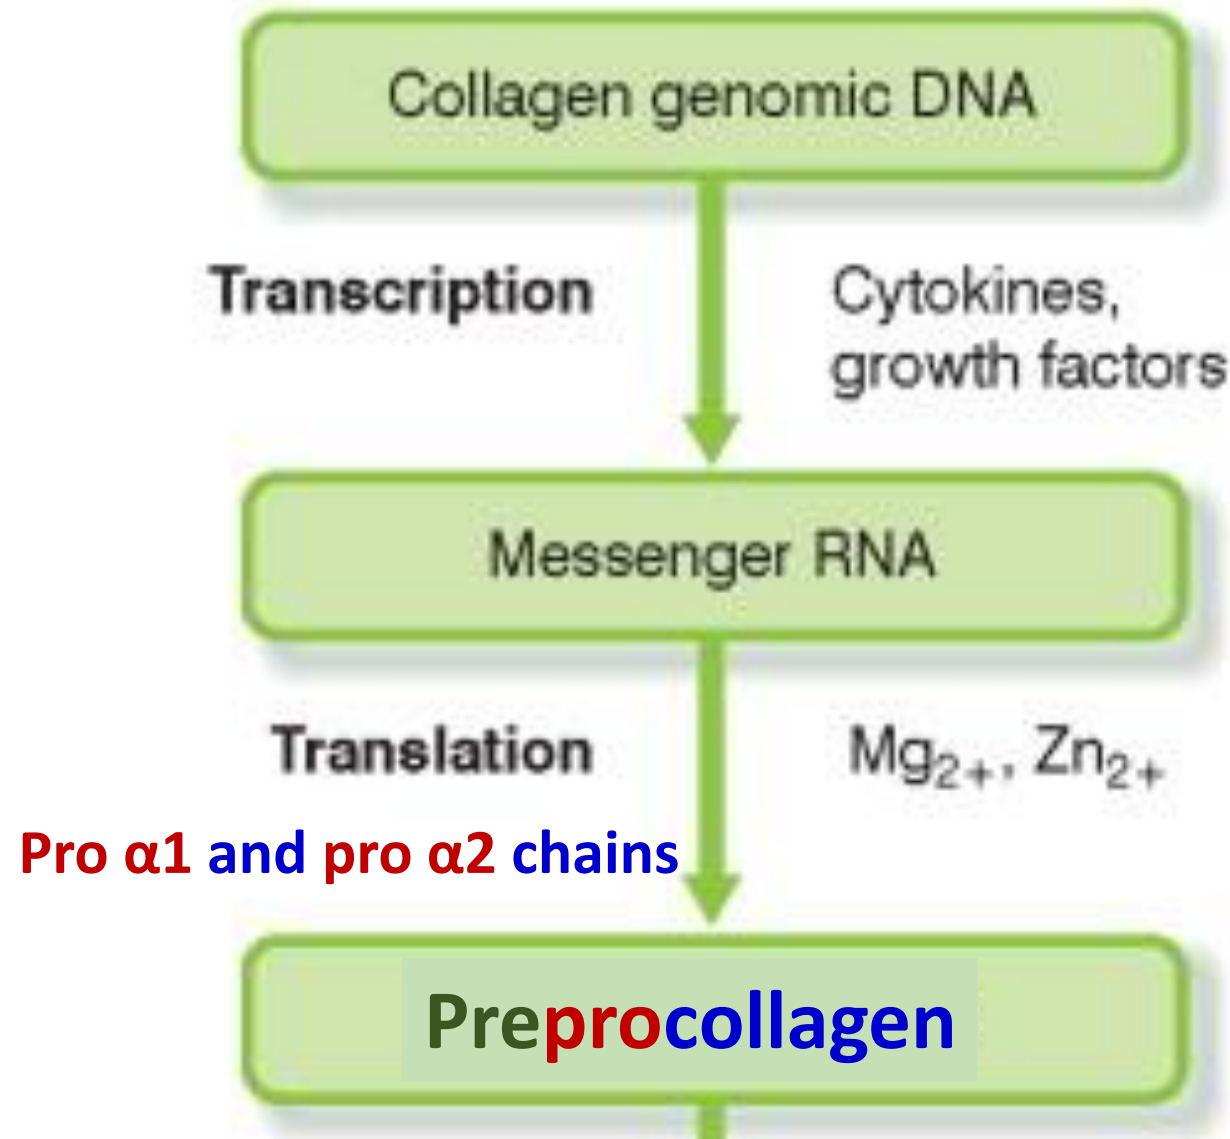 Collagen genomic DNA
Transcription
Cytokines,
growth factors
Messenger RNA
Translation
Mg2+, Zn2+
Pro α1 and pro α2 chains
Preprocollagen